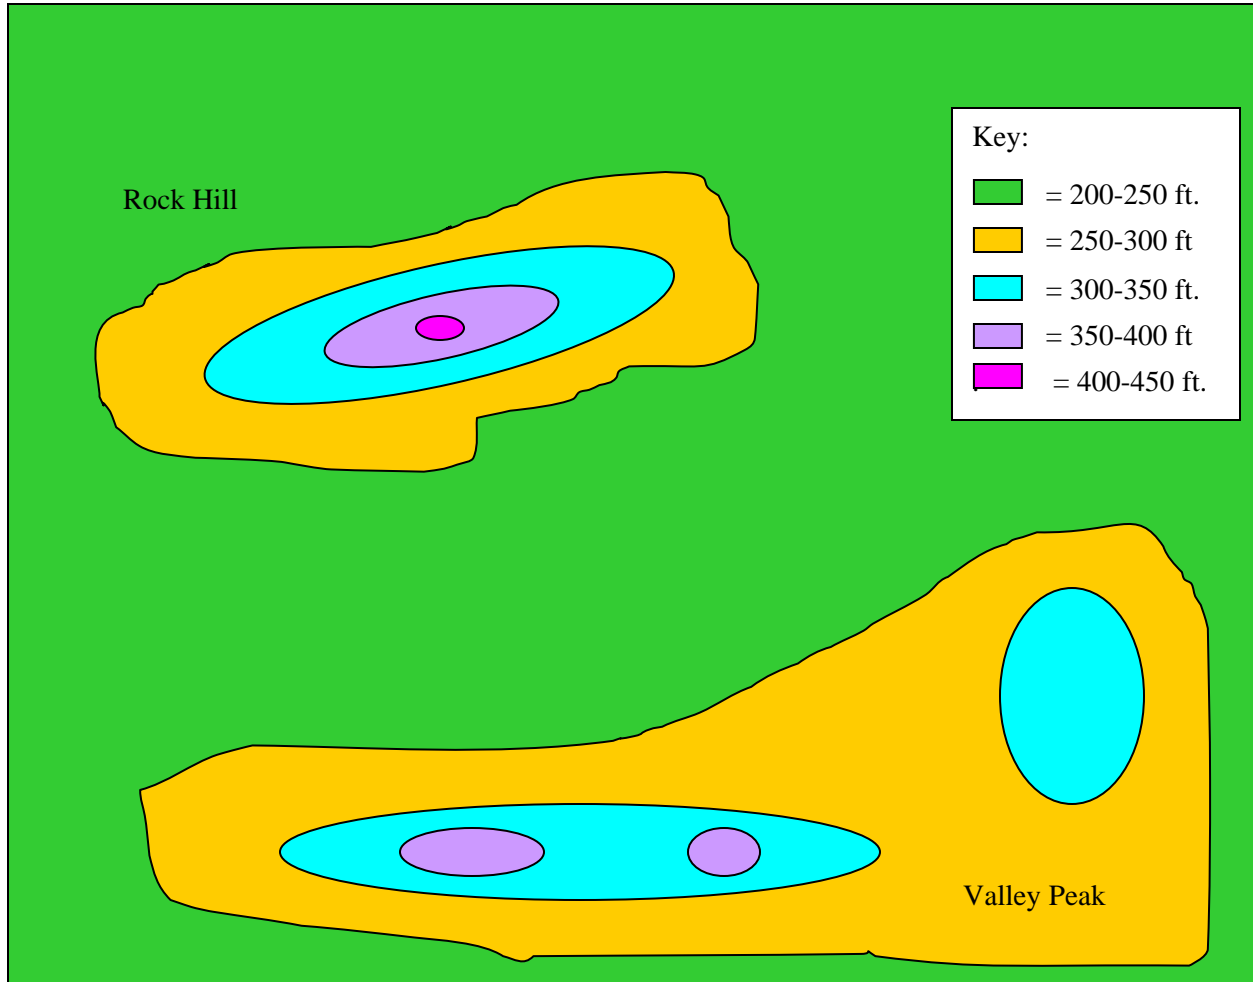 Rock Hill
Key:
= 200-250 ft.
= 250-300 ft
= 300-350 ft.
= 350-400 ft
= 400-450 ft.
Valley Peak